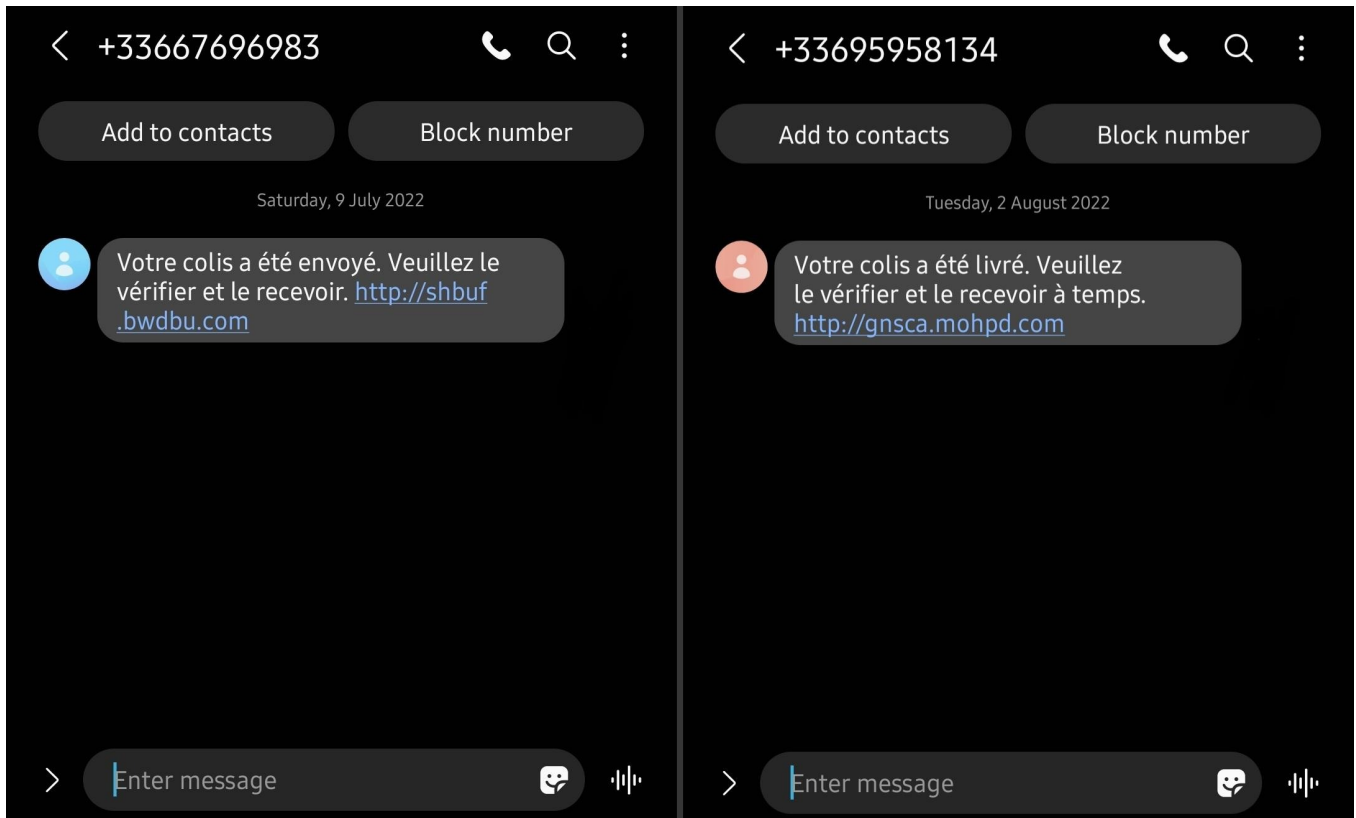 +33667696983
Add to contacts
Block number
Saturday, 9 July 2022
Votre colis a été envoyé. Veuillez le
vérifier et le recevoir. http://shbuf
.bwdbu.com
Enter message
+33695958134
Add to contacts
Block number
Tuesday, 2 August 2022
Votre colis a été livré. Veuillez
le vérifier et le recevoir à temps.
http://gnsca.mohpd.com
Enter message